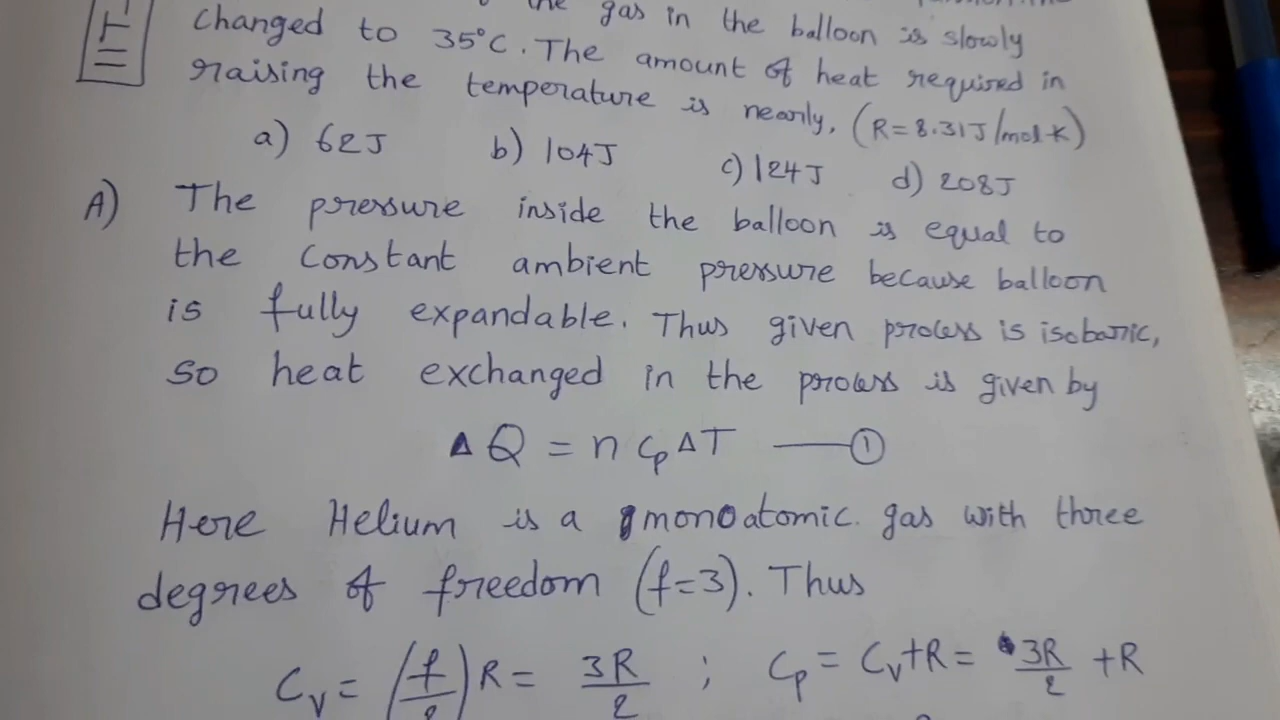 the gas in the balloon is slowly
changed to 35°C. The amount of heat required in
raising the temperature is nearly, (R=8.31J/mol K)
a) 62J b) 104J c) 124J d) 208J
A) The pressure inside the balloon is equal to
the constant ambient pressure because balloon
is fully expandable. Thus given process is isobaric,
so heat exchanged in the process is given by
ΔQ = n Cp ΔT —— ①
Here Helium is a monoatomic gas with three
degrees of freedom (f=3). Thus
Cv = (f/2) R = 3R/2 ; Cp = Cv+R = 3R/2 + R